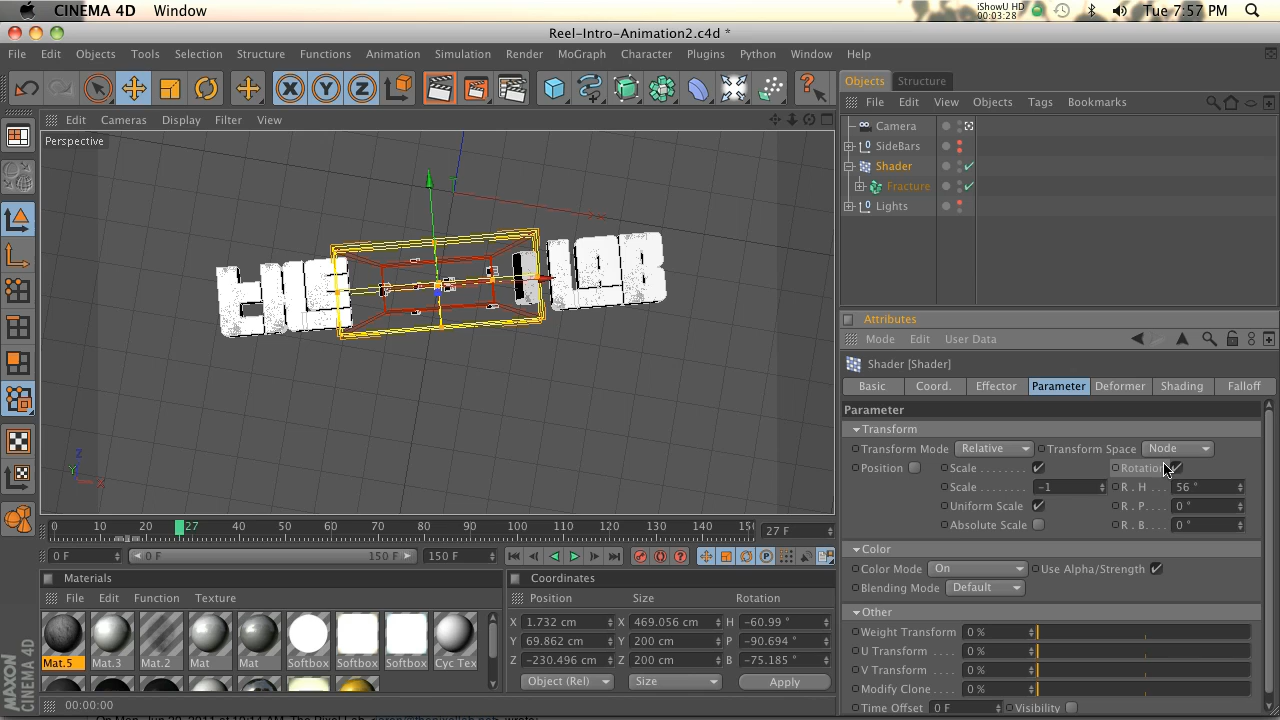 CINEMA 4D Window iShowU HD 00:03:28 Tue 7:57 PM
Reel-Intro-Animation2.c4d *
File Edit Objects Tools Selection Structure Functions Animation Simulation Render MoGraph Character Plugins Python Window Help
Objects Structure
File Edit View Objects Tags Bookmarks
Edit Cameras Display Filter View
Perspective
Camera
SideBars
Shader
Fracture
Lights
LAB
Y
Z
Y X
Attributes
Mode Edit User Data
Shader [Shader]
Basic Coord. Effector Parameter Deformer Shading Falloff
Parameter
Transform
Transform Mode Relative Transform Space Node
Position Scale . . . . . . . . Rotation
Scale . . . . . . . . -1 R . H . . . 56 °
Uniform Scale R . P. . . . 0 °
Absolute Scale R . B. . . . 0 °
Color
Color Mode On Use Alpha/Strength
Blending Mode Default
Other
Weight Transform 0 %
U Transform . . . . 0 %
V Transform . . . . 0 %
Modify Clone . . . . 0 %
Time Offset 0 F Visibility
0 10 20 27 40 50 60 70 80 90 100 110 120 130 140 15 27 F
0 F 0 F 150 F 150 F
Materials
File Edit Function Texture
Mat.5 Mat.3 Mat.2 Mat Mat Softbox Softbox Softbox Cyc Tex
Coordinates
Position Size Rotation
X 1.732 cm X 469.056 cm H -60.99 °
Y 69.862 cm Y 200 cm P -90.694 °
Z -230.496 cm Z 200 cm B -75.185 °
Object (Rel) Size Apply
MAXON CINEMA 4D
00:00:00